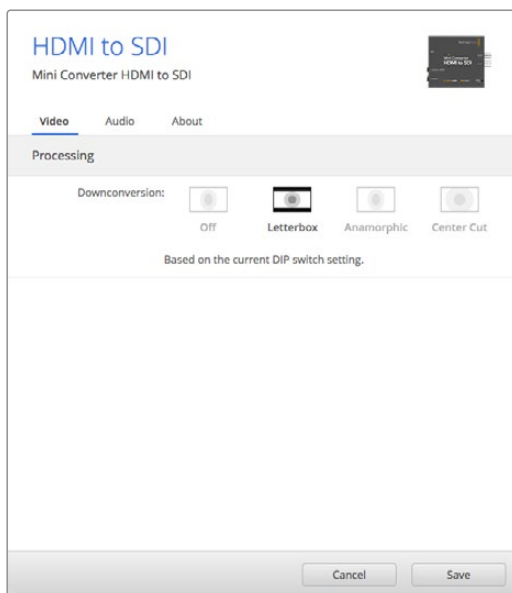 HDMI to SDI
Mini Converter HDMI to SDI
Video Audio About
Processing
Downconversion:
Off Letterbox Anamorphic Center Cut
Based on the current DIP switch setting.
Cancel Save